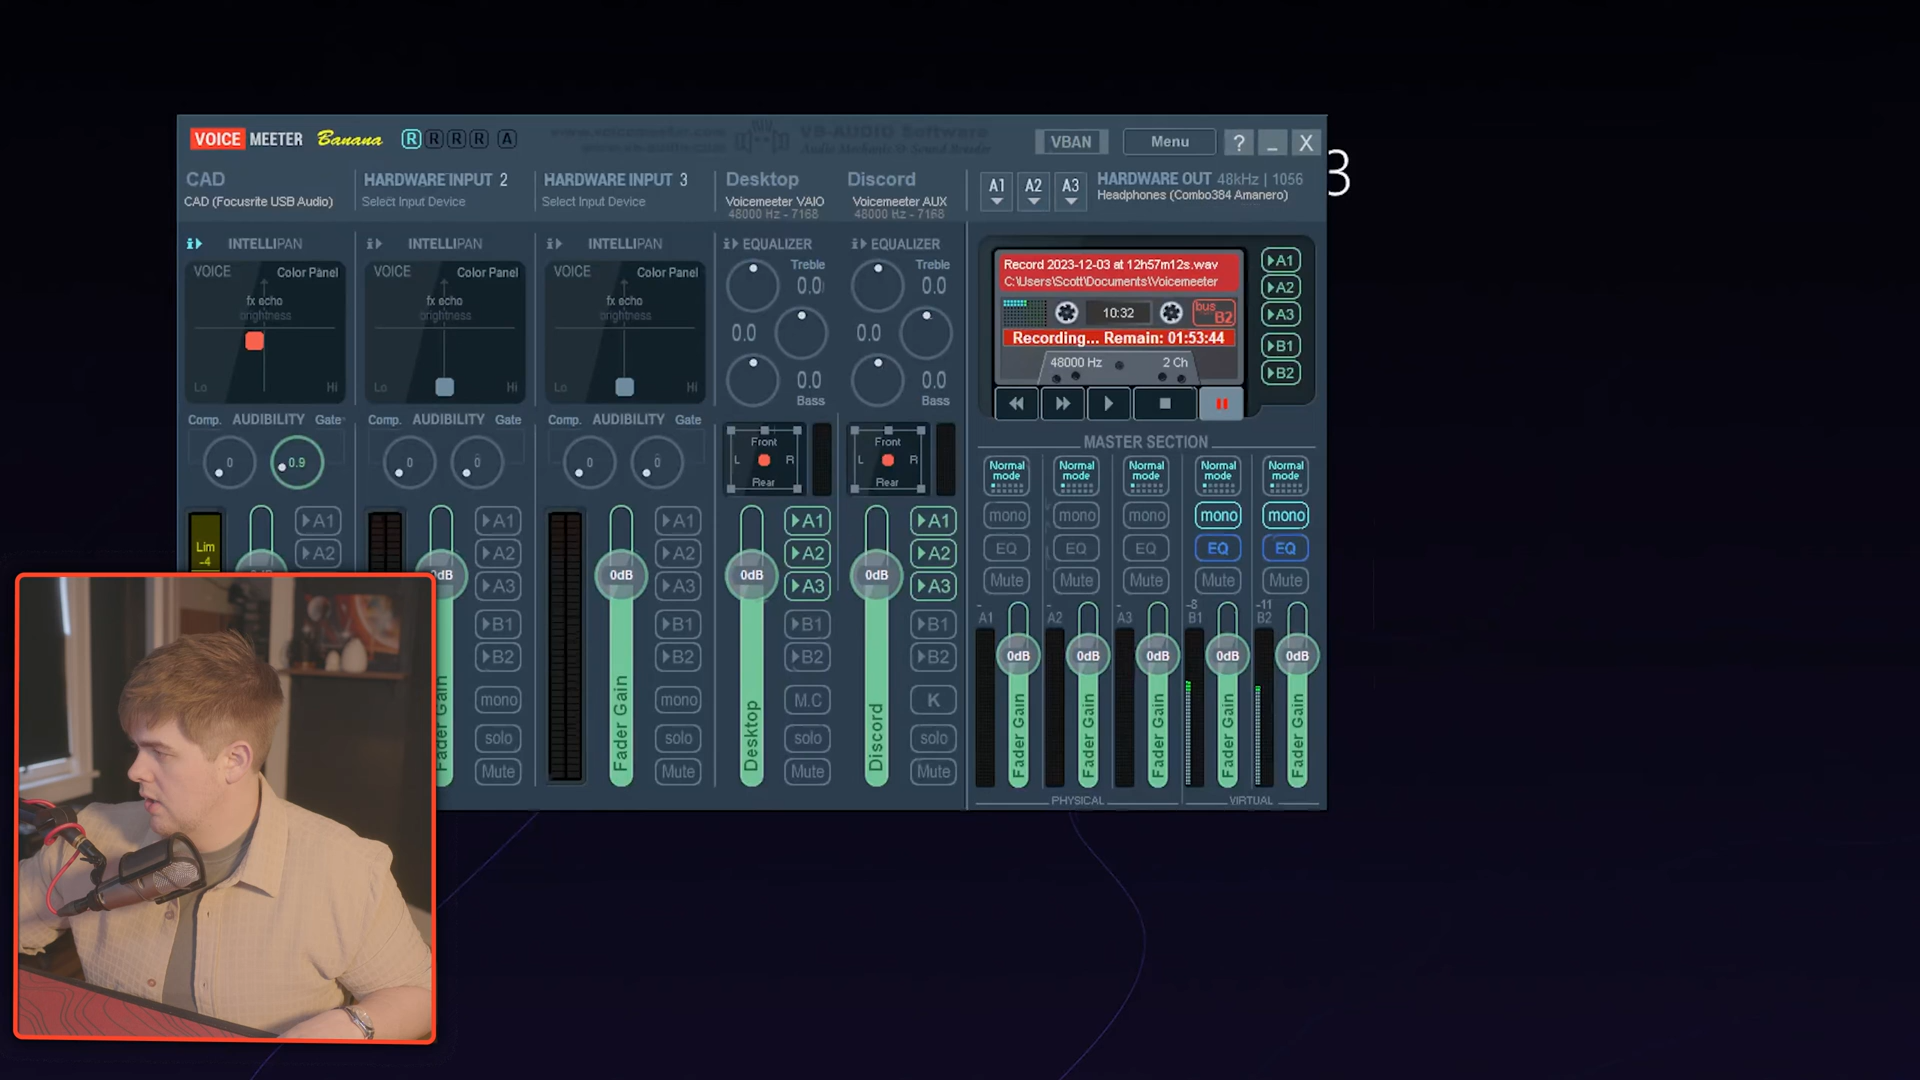 VOICE MEETER Banana R R R R A VBAN Menu ? _ X
VB-AUDIO Software
Audio Mechanic & Sound Breeder
CAD HARDWARE INPUT 2 HARDWARE INPUT 3 Desktop Discord A1 A2 A3 HARDWARE OUT 48kHz | 1056
CAD (Focusrite USB Audio) Select Input Device Select Input Device Voicemeeter VAIO Voicemeeter AUX Headphones (Combo384 Amanero)
48000 Hz - 7168 48000 Hz - 7168
3
INTELLIPAN INTELLIPAN INTELLIPAN EQUALIZER EQUALIZER
VOICE Color Panel VOICE Color Panel VOICE Color Panel Treble Treble
0.0 0.0
fx echo fx echo fx echo
brightness brightness brightness
0.0 0.0
Lo Hi Lo Hi Lo Hi 0.0 0.0
Bass Bass
Record 2023-12-03 at 12h57m12s.wav
C:\Users\Scott\Documents\Voicemeeter
10:32 bus B2
Recording... Remain: 01:53:44
48000 Hz 2 Ch
A1
A2
A3
B1
B2
Comp. AUDIBILITY Gate Comp. AUDIBILITY Gate Comp. AUDIBILITY Gate
0 0.9 0 0 0 0
Front Front
L R L R
Rear Rear
MASTER SECTION
Normal mode Normal mode Normal mode Normal mode Normal mode
mono mono mono mono mono
EQ EQ EQ EQ EQ
Mute Mute Mute Mute Mute
Lim
-4
A1 A1 A1 A1 A1
A2 A2 A2 A2 A2
0dB 0dB 0dB 0dB
A3 A3 A3 A3
B1 B1 B1 B1
B2 B2 B2 B2
mono mono M.C K
solo solo solo solo
Mute Mute Mute Mute
Fader Gain Fader Gain Desktop Discord
- - - -8 -11
A1 A2 A3 B1 B2
0dB 0dB 0dB 0dB 0dB
Fader Gain Fader Gain Fader Gain Fader Gain Fader Gain
PHYSICAL VIRTUAL